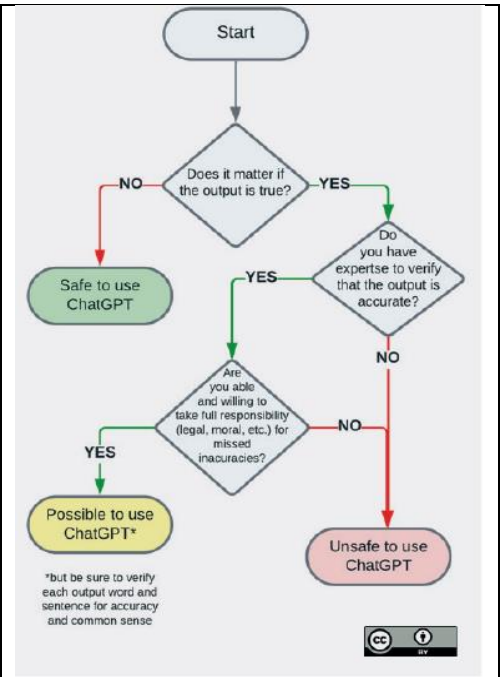 Start
Does it matter if
the output is true?
NO
YES
Safe to use
ChatGPT
Do
you have
expertse to verify
that the output is
accurate?
YES
NO
Are
you able
and willing to
take full responsibility
(legal, moral, etc.) for
missed
inacuracies?
YES
NO
Possible to use
ChatGPT*
Unsafe to use
ChatGPT
*but be sure to verify
each output word and
sentence for accuracy
and common sense
cc
BY